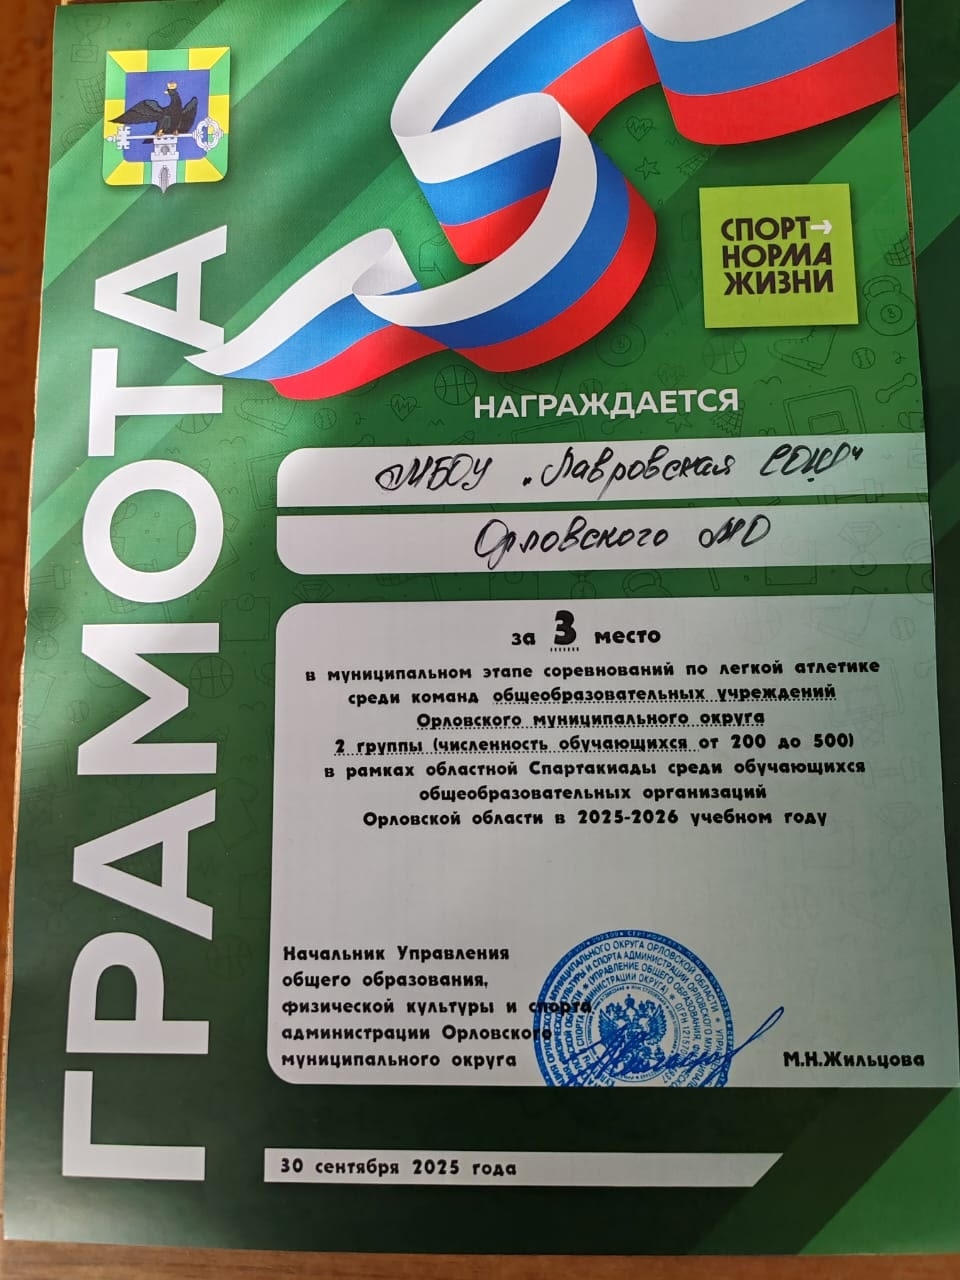 ГРАМОТА
СПОРТ→
НОРМА
ЖИЗНИ
НАГРАЖДАЕТСЯ
МБОУ „Лавровская СОШ“
Орловского МО
за 3 место
в муниципальном этапе соревнований по легкой атлетике
среди команд общеобразовательных учреждений
Орловского муниципального округа
2 группы (численность обучающихся от 200 до 500)
в рамках областной Спартакиады среди обучающихся
общеобразовательных организаций
Орловской области в 2025-2026 учебном году
Начальник Управления
общего образования,
физической культуры и спорта
администрации Орловского
муниципального округа
М.Н.Жильцова
30 сентября 2025 года